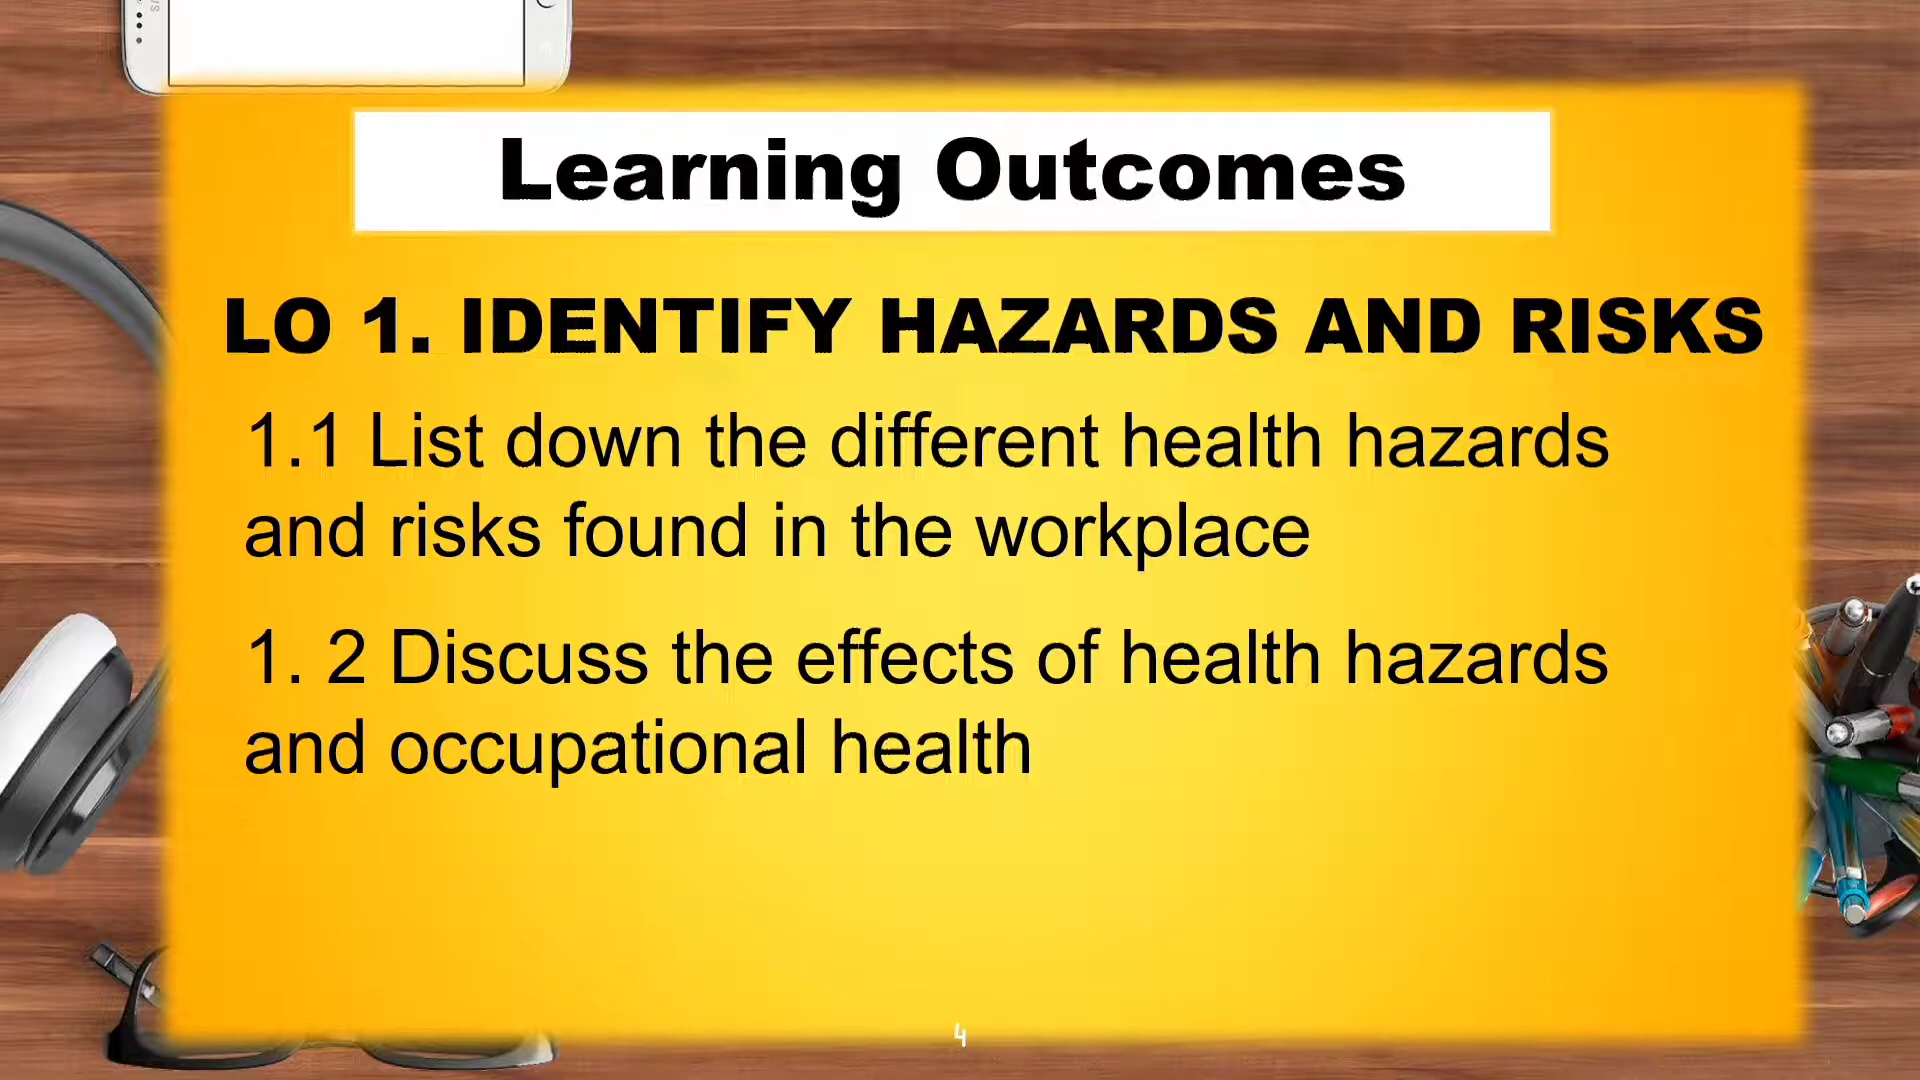 Learning Outcomes
LO 1. IDENTIFY HAZARDS AND RISKS
1.1 List down the different health hazards
and risks found in the workplace
1. 2 Discuss the effects of health hazards
and occupational health
4